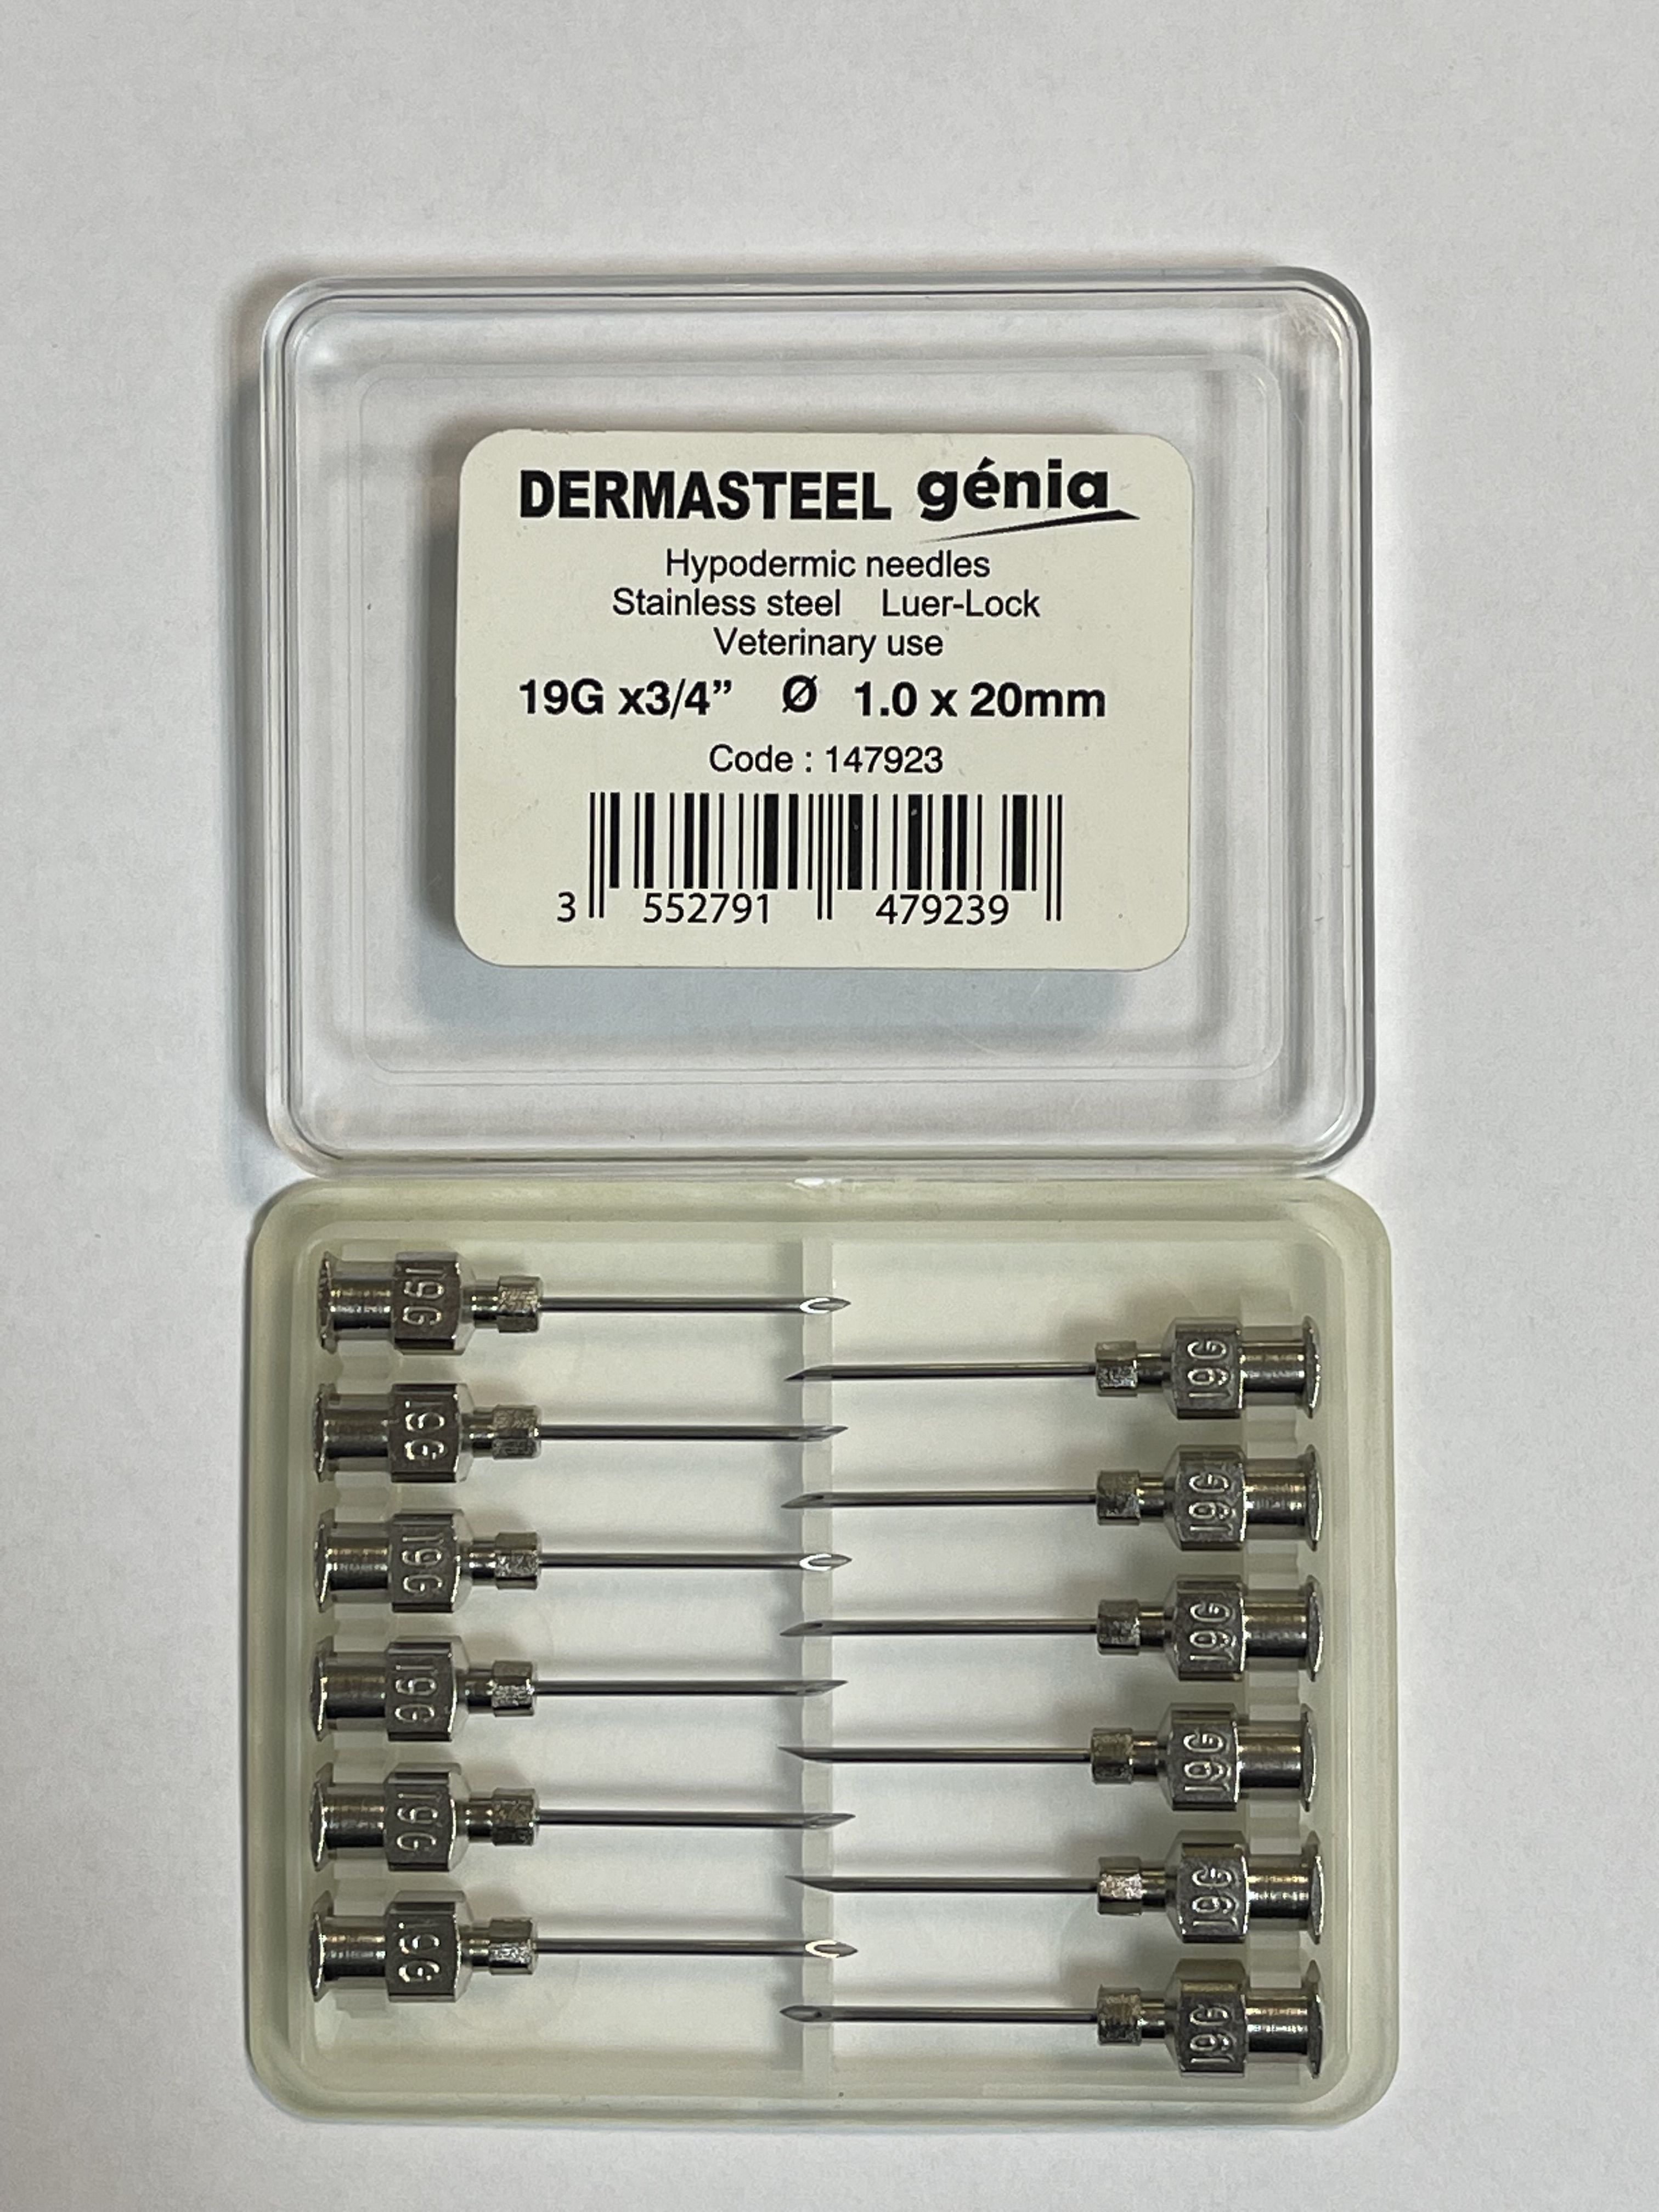 DERMASTEEL génia
Hypodermic needles
Stainless steel Luer-Lock
Veterinary use
19G x3/4” Ø 1.0 x 20mm
Code : 147923
3 552791 479239
19G
19G
19G
19G
19G
19G
19G
19G
19G
19G
19G
19G